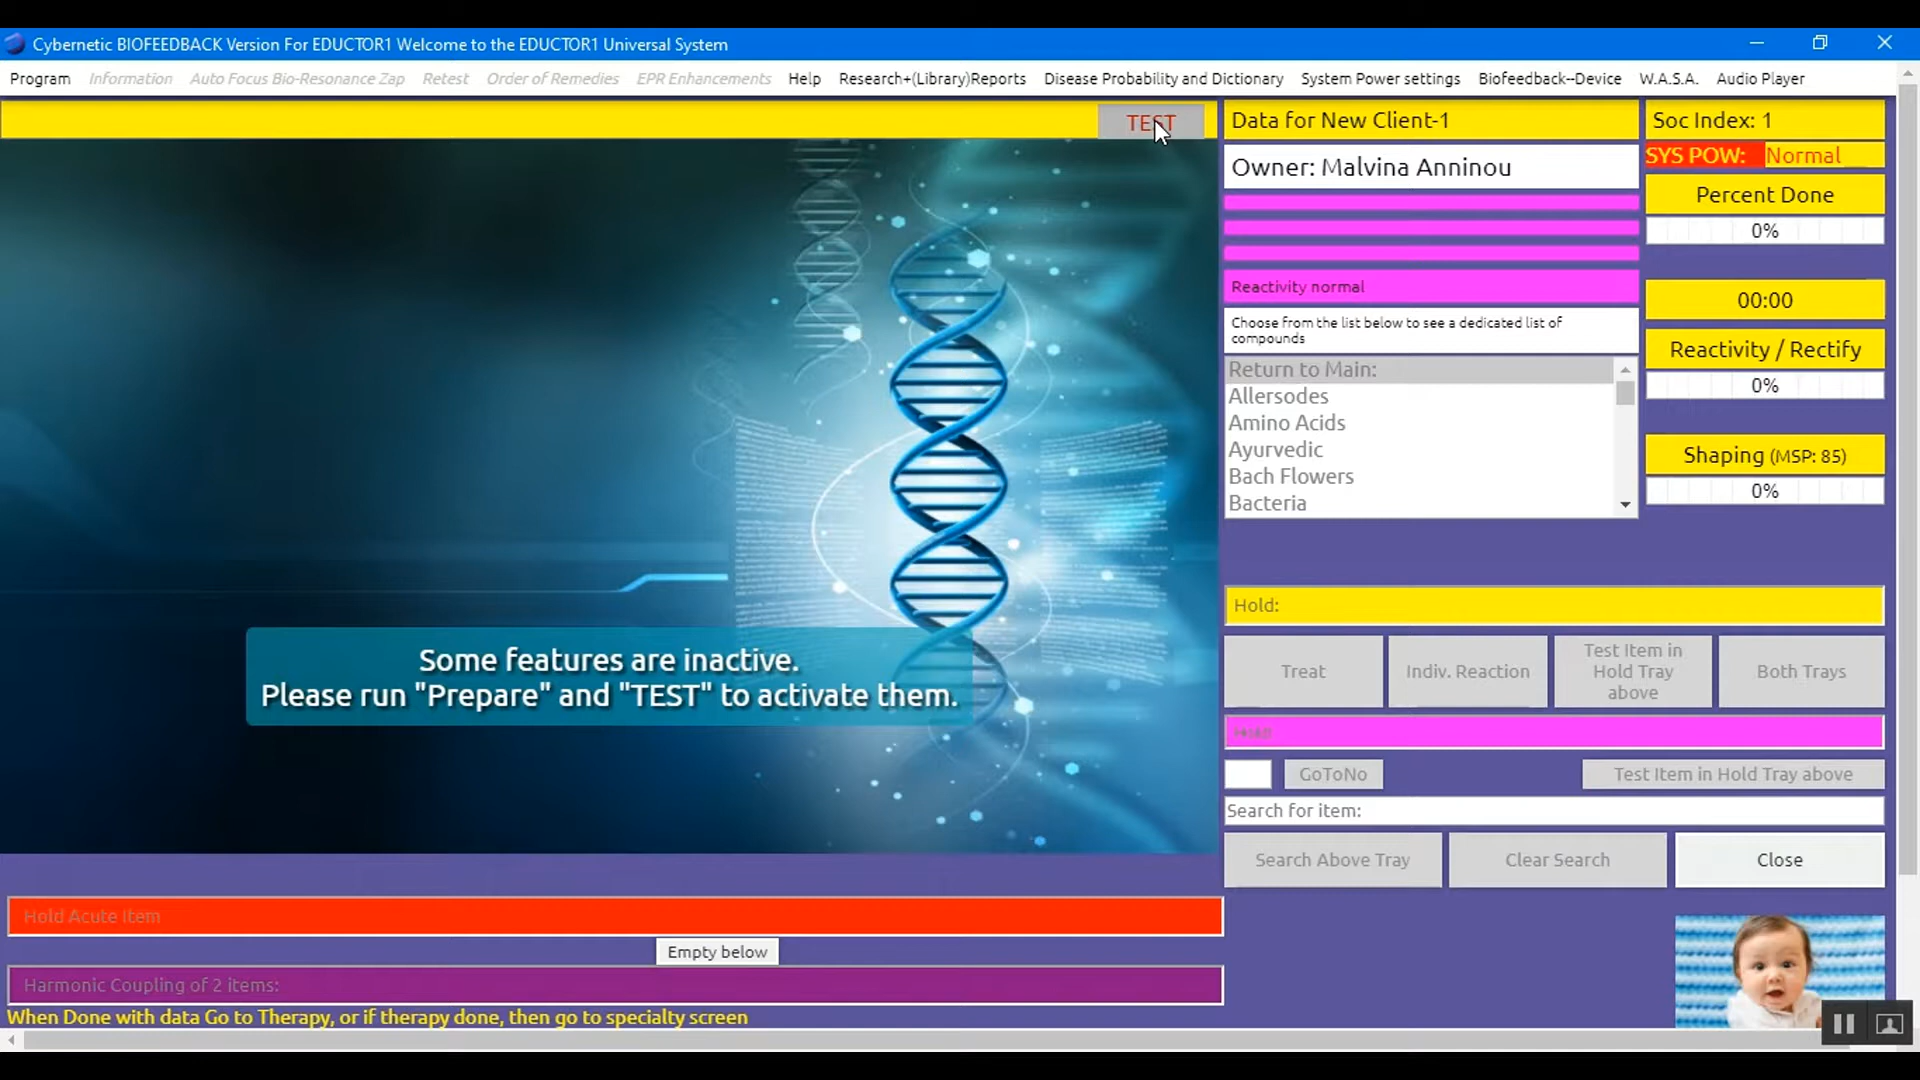 Cybernetic BIOFEEDBACK Version For EDUCTOR1 Welcome to the EDUCTOR1 Universal System
Program Information Auto Focus Bio-Resonance Zap Retest Order of Remedies EPR Enhancements Help Research+(Library)Reports Disease Probability and Dictionary System Power settings Biofeedback--Device W.A.S.A. Audio Player
TEST
Data for New Client-1
Soc Index: 1
Owner: Malvina Anninou
SYS POW: Normal
Percent Done
0%
Reactivity normal
00:00
Choose from the list below to see a dedicated list of
compounds
Reactivity / Rectify
0%
Return to Main:
Allersodes
Amino Acids
Ayurvedic
Bach Flowers
Bacteria
Shaping (MSP: 85)
0%
Some features are inactive.
Please run "Prepare" and "TEST" to activate them.
Hold:
Treat
Indiv. Reaction
Test Item in
Hold Tray
above
Both Trays
GoToNo
Test Item in Hold Tray above
Search for item:
Search Above Tray
Clear Search
Close
Hold Acute Item
Empty below
Harmonic Coupling of 2 items:
When Done with data Go to Therapy, or if therapy done, then go to specialty screen